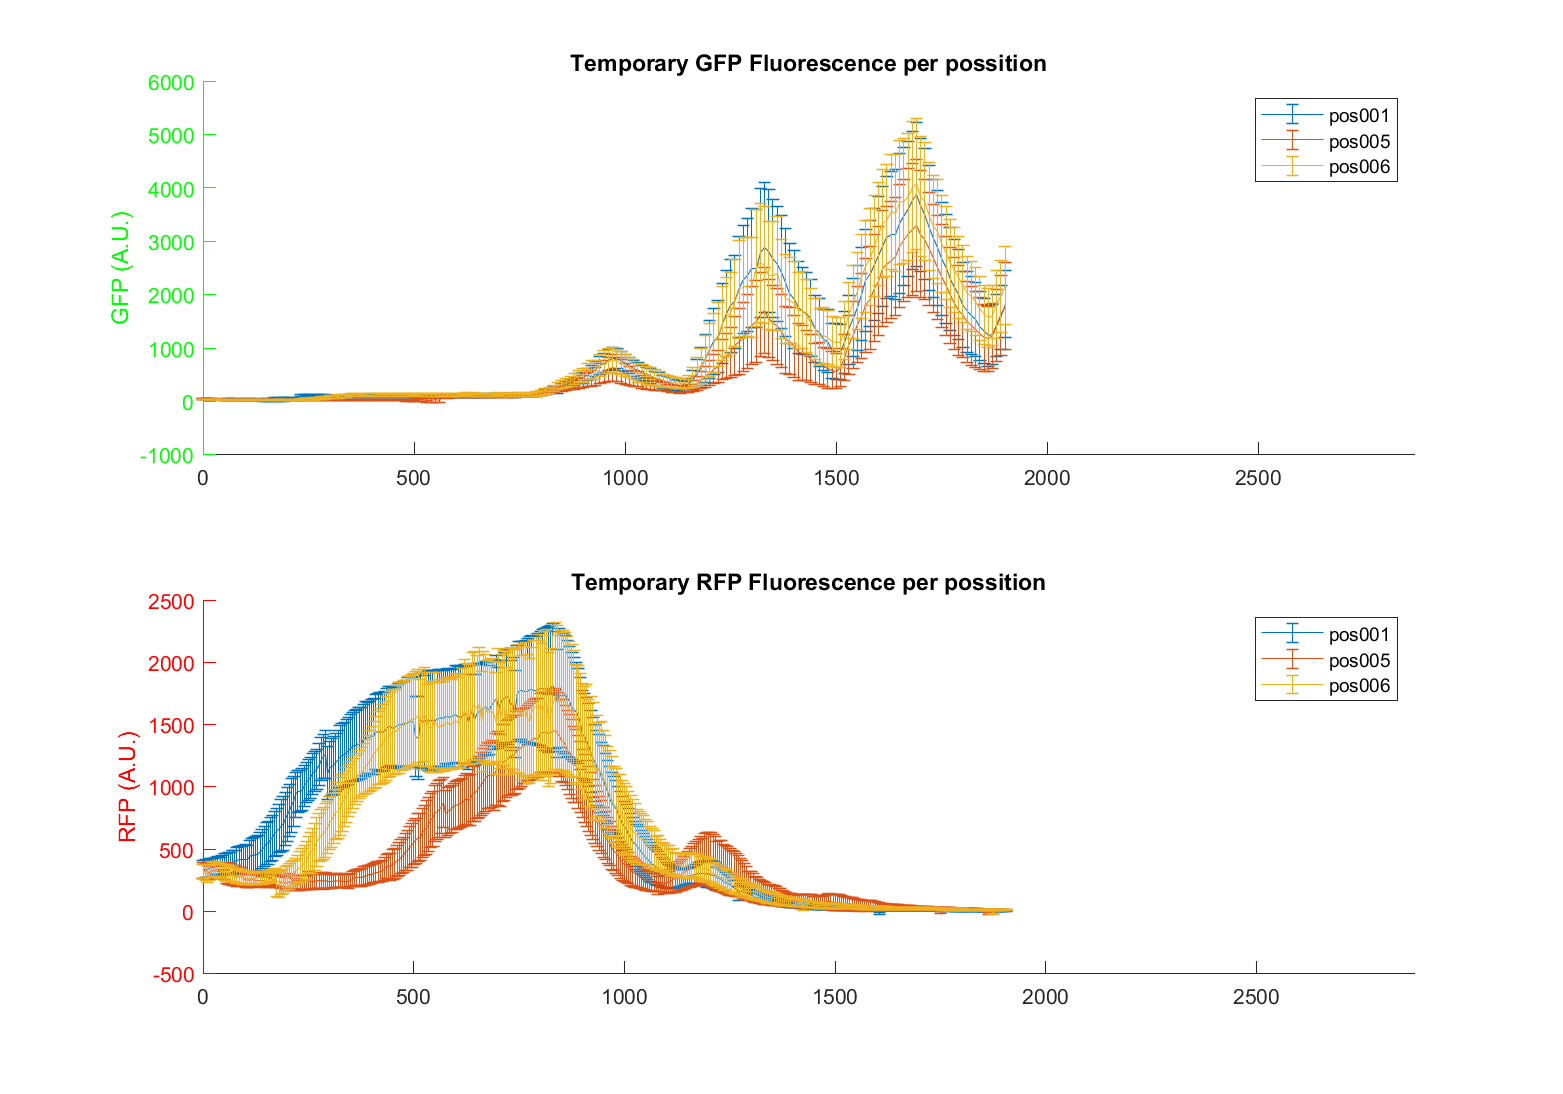 Temporary GFP Fluorescence per possition
6000
5000
4000
3000
2000
1000
0
-1000
GFP (A.U.)
0 500 1000 1500 2000 2500
pos001
pos005
pos006
Temporary RFP Fluorescence per possition
2500
2000
1500
1000
500
0
-500
RFP (A.U.)
0 500 1000 1500 2000 2500
pos001
pos005
pos006